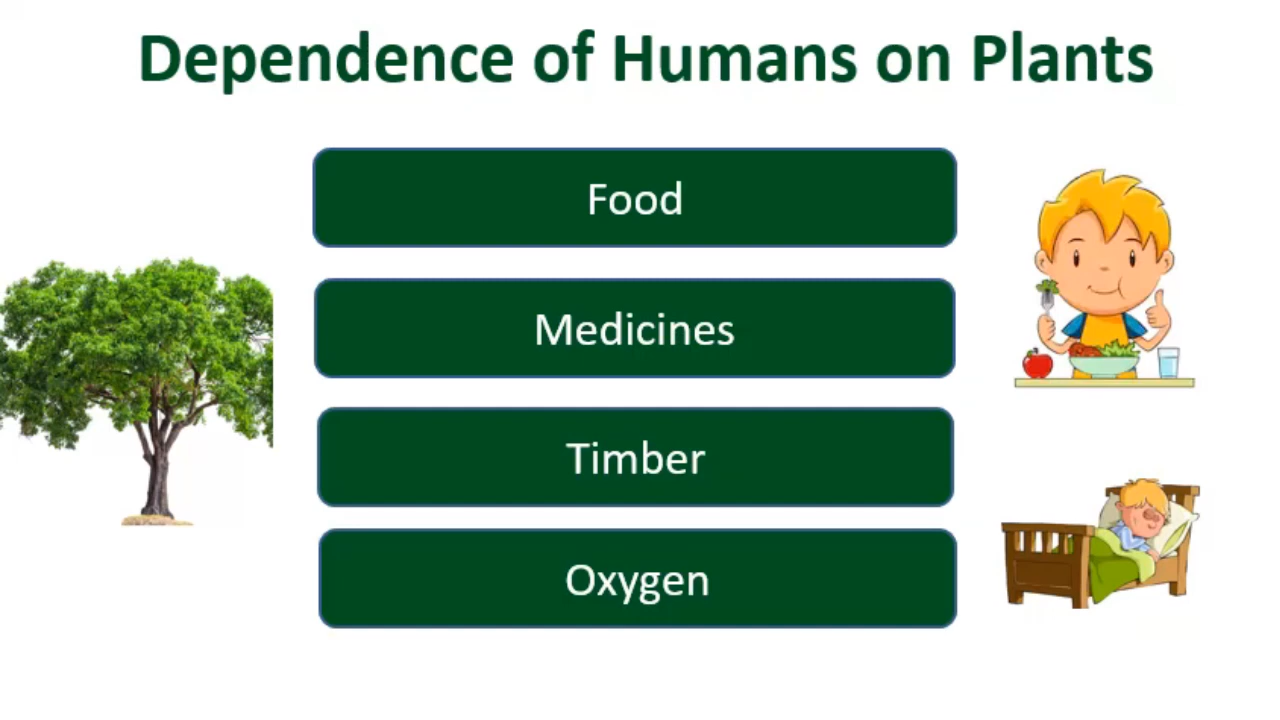 Dependence of Humans on Plants
Food
Medicines
Timber
Oxygen